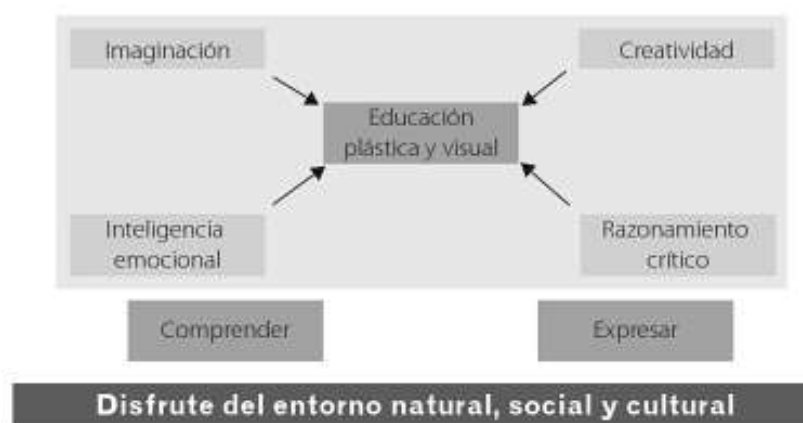 Imaginación
Creatividad
Educación
plástica y visual
Inteligencia
emocional
Razonamiento
crítico
Comprender
Expresar
Disfrute del entorno natural, social y cultural